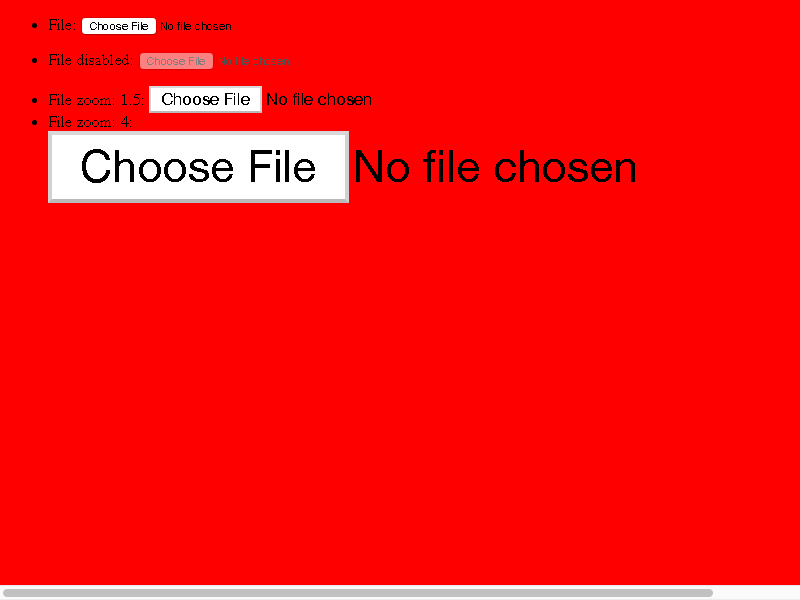 File: Choose File No file chosen
File disabled: Choose File No file chosen
File zoom: 1.5: Choose File No file chosen
File zoom: 4:
Choose File No file chosen